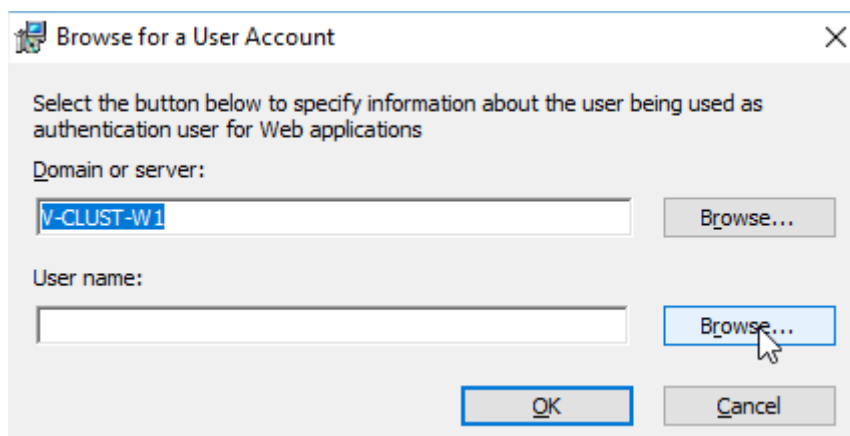 Browse for a User Account
Select the button below to specify information about the user being used as
authentication user for Web applications
Domain or server:
V-CLUST-W1
Browse...
User name:
Browse...
OK
Cancel